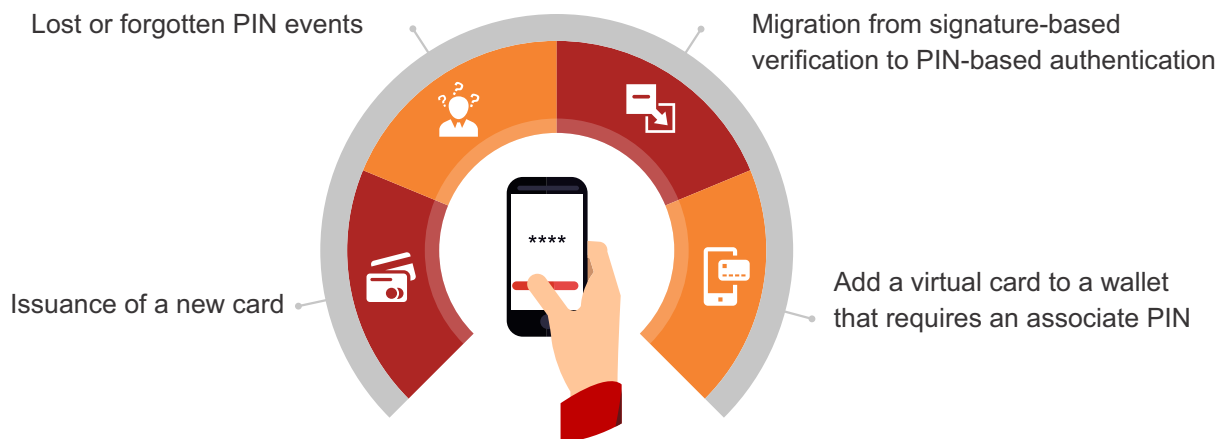 Lost or forgotten PIN events
Migration from signature-based
verification to PIN-based authentication
? ? ?
****
Issuance of a new card
Add a virtual card to a wallet
that requires an associate PIN